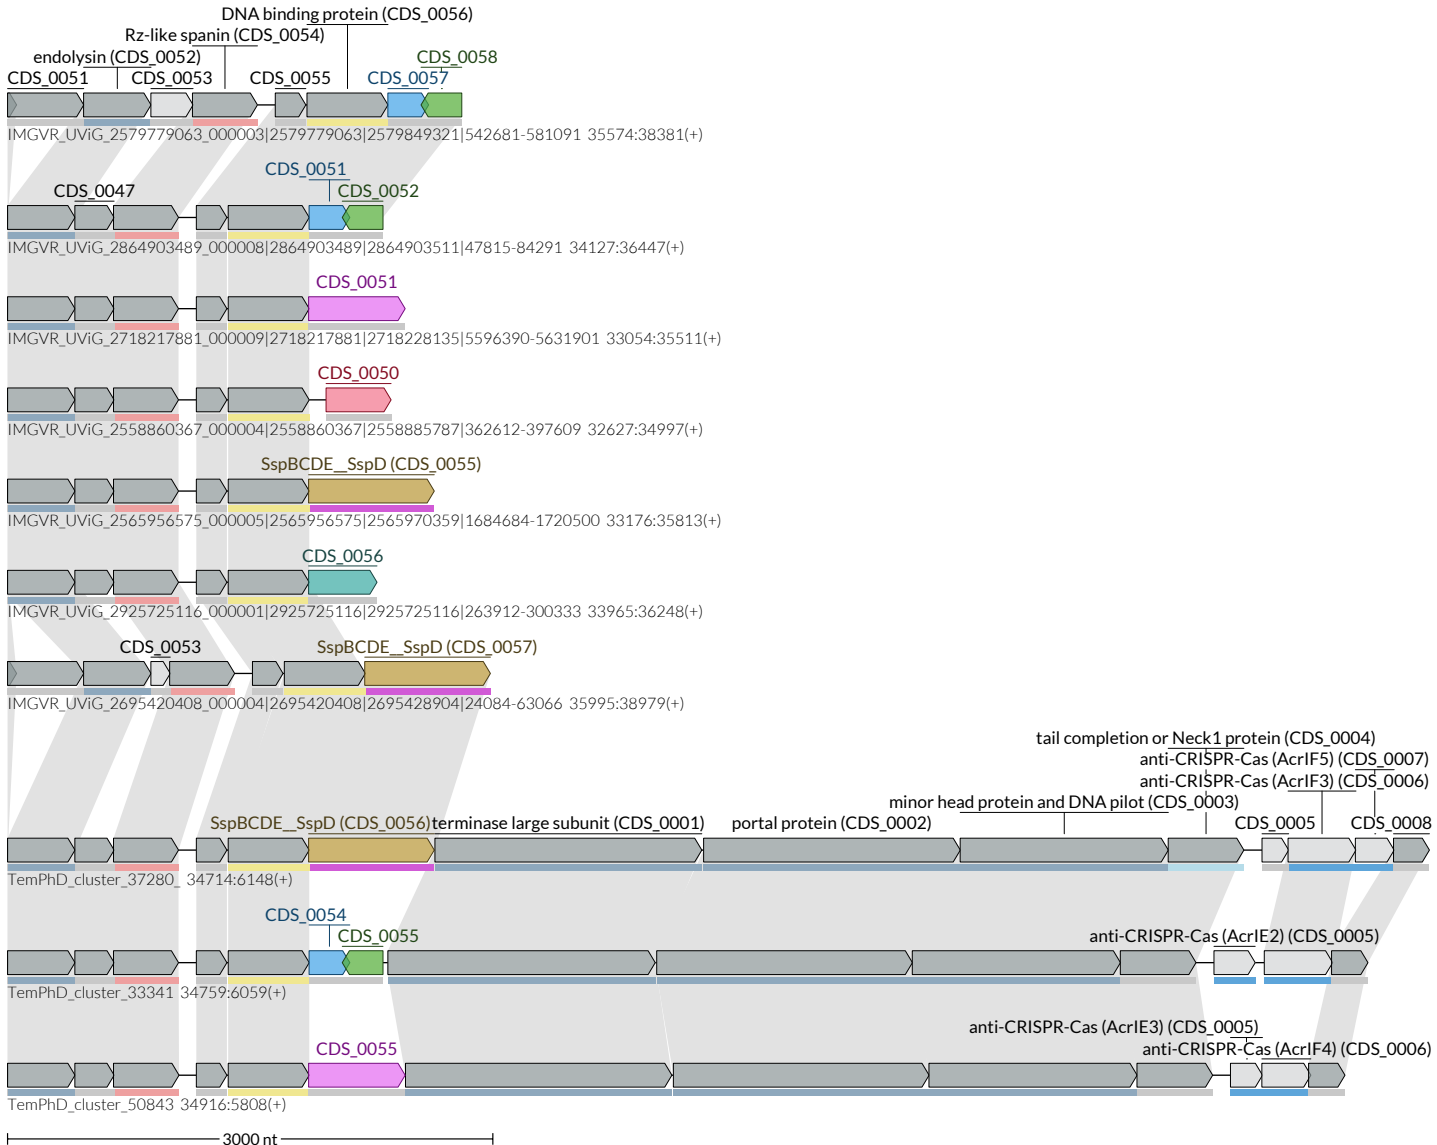 DNA binding protein (CDS_0056)
Rz-like spanin (CDS_0054)
endolysin (CDS_0052) CDS_0058
CDS_0051 CDS_0053 CDS_0055 CDS_0057
IMGVR_UViG_2579779063_000003|2579779063|2579849321|542681-581091 35574:38381(+)
CDS_0051
CDS_0047 CDS_0052
IMGVR_UViG_2864903489_000008|2864903489|2864903511|47815-84291 34127:36447(+)
CDS_0051
IMGVR_UViG_2718217881_000009|2718217881|2718228135|5596390-5631901 33054:35511(+)
CDS_0050
IMGVR_UViG_2558860367_000004|2558860367|2558885787|362612-397609 32627:34997(+)
SspBCDE__SspD (CDS_0055)
IMGVR_UViG_2565956575_000005|2565956575|2565970359|1684684-1720500 33176:35813(+)
CDS_0056
IMGVR_UViG_2925725116_000001|2925725116|2925725116|263912-300333 33965:36248(+)
CDS_0053 SspBCDE__SspD (CDS_0057)
IMGVR_UViG_2695420408_000004|2695420408|2695428904|24084-63066 35995:38979(+)
tail completion or Neck1 protein (CDS_0004)
anti-CRISPR-Cas (AcrIF5) (CDS_0007)
anti-CRISPR-Cas (AcrIF3) (CDS_0006)
minor head protein and DNA pilot (CDS_0003)
SspBCDE__SspD (CDS_0056) terminase large subunit (CDS_0001) portal protein (CDS_0002) CDS_0005 CDS_0008
TemPhD_cluster_37280_ 34714:6148(+)
CDS_0054
CDS_0055 anti-CRISPR-Cas (AcrIE2) (CDS_0005)
TemPhD_cluster_33341 34759:6059(+)
anti-CRISPR-Cas (AcrIE3) (CDS_0005)
CDS_0055 anti-CRISPR-Cas (AcrIF4) (CDS_0006)
TemPhD_cluster_50843 34916:5808(+)
3000 nt